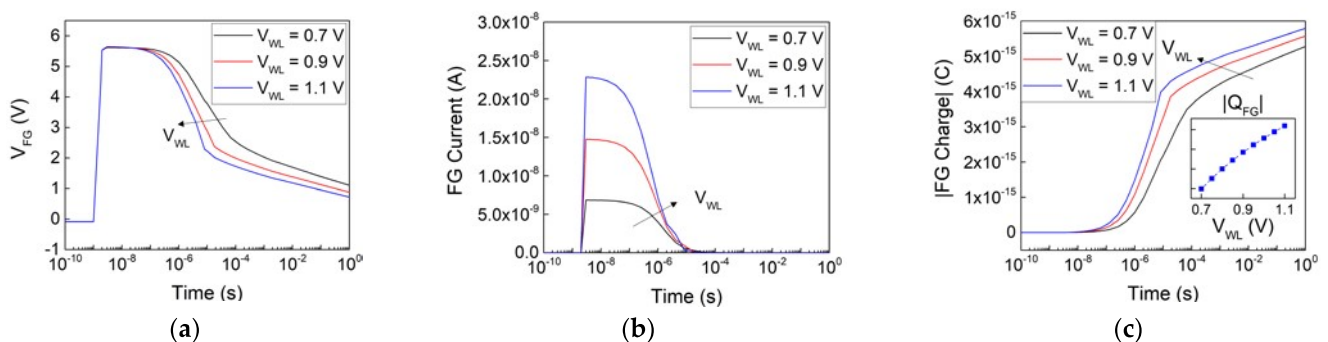 6
5
4
3
2
1
0
-1
V_FG (V)
V_WL = 0.7 V
V_WL = 0.9 V
V_WL = 1.1 V
V_WL
10^-10 10^-8 10^-6 10^-4 10^-2 10^0
Time (s)
(a)
3.0x10^-8
2.5x10^-8
2.0x10^-8
1.5x10^-8
1.0x10^-8
5.0x10^-9
0.0
FG Current (A)
V_WL = 0.7 V
V_WL = 0.9 V
V_WL = 1.1 V
V_WL
10^-10 10^-8 10^-6 10^-4 10^-2 10^0
Time (s)
(b)
6x10^-15
5x10^-15
4x10^-15
3x10^-15
2x10^-15
1x10^-15
0
|FG Charge| (C)
V_WL = 0.7 V
V_WL = 0.9 V
V_WL = 1.1 V
V_WL
|Q_FG|
0.7 0.9 1.1
V_WL (V)
10^-10 10^-8 10^-6 10^-4 10^-2 10^0
Time (s)
(c)